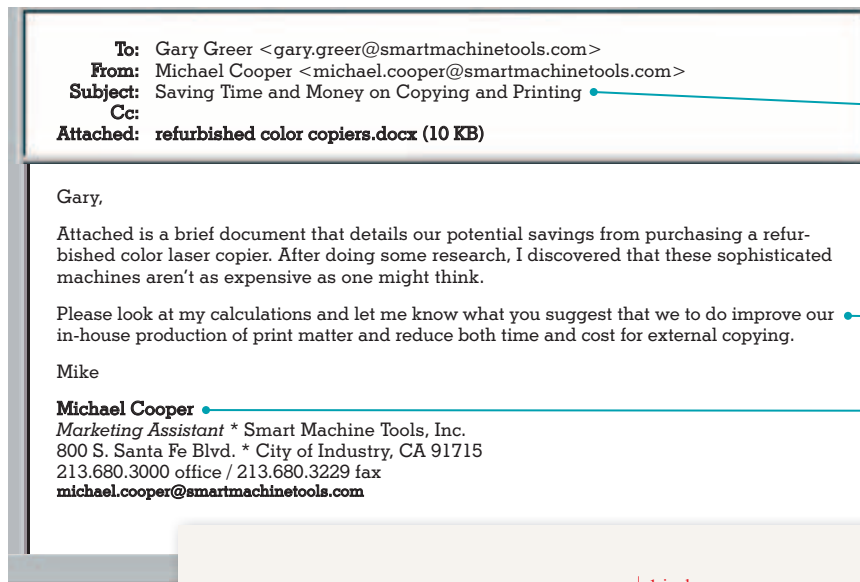 To: Gary Greer <gary.greer@smartmachinetools.com>
From: Michael Cooper <michael.cooper@smartmachinetools.com>
Subject: Saving Time and Money on Copying and Printing
Cc:
Attached: refurbished color copiers.docx (10 KB)
Gary,
Attached is a brief document that details our potential savings from purchasing a refur-
bished color laser copier. After doing some research, I discovered that these sophisticated
machines aren't as expensive as one might think.
Please look at my calculations and let me know what you suggest that we to do improve our
in-house production of print matter and reduce both time and cost for external copying.
Mike
Michael Cooper
Marketing Assistant * Smart Machine Tools, Inc.
800 S. Santa Fe Blvd. * City of Industry, CA 91715
213.680.3000 office / 213.680.3229 fax
michael.cooper@smartmachinetools.com